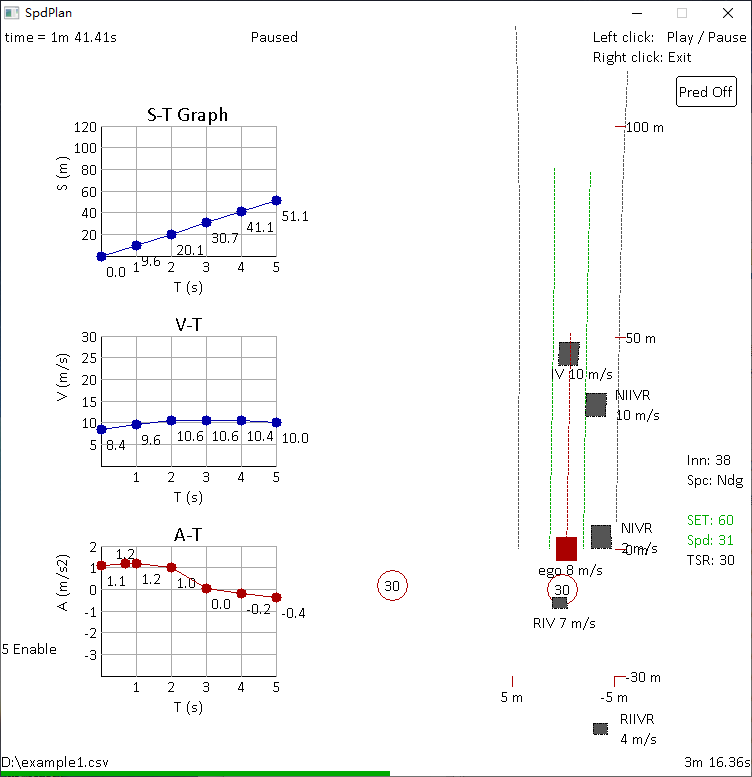 SpdPlan
time = 1m 41.41s
Paused
Left click: Play / Pause
Right click: Exit
Pred Off
S-T Graph
S (m)
120
100
80
60
40
20
0.0
9.6
20.1
30.7
41.1
51.1
1 2 3 4 5
T (s)
V-T
V (m/s)
30
25
20
15
10
5
8.4
9.6
10.6
10.6
10.4
10.0
1 2 3 4 5
T (s)
A-T
A (m/s2)
2
1
0
-1
-2
-3
1.1
1.2
1.2
1.0
0.0
-0.2
-0.4
1 2 3 4 5
T (s)
5 Enable
30
100 m
50 m
IV 10 m/s
NIIVR
10 m/s
NIVR
2 m/s
0m
ego 8 m/s
30
RIV 7 m/s
-30 m
5 m
-5 m
RIIVR
4 m/s
Inn: 38
Spc: Ndg
SET: 60
Spd: 31
TSR: 30
D:\example1.csv
3m 16.36s